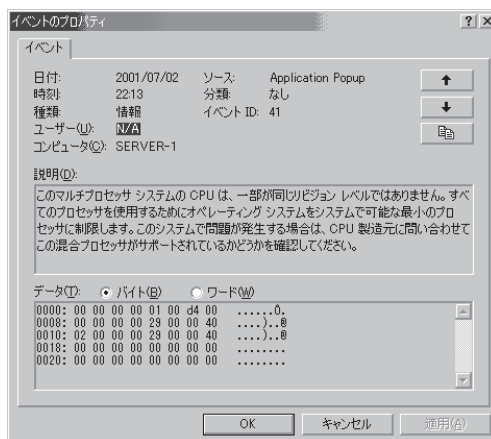 イベントのプロパティ
イベント
日付: 2001/07/02 ソース: Application Popup
時刻: 22:13 分類: なし
種類: 情報 イベント ID: 41
ユーザー(U): N/A
コンピュータ(C): SERVER-1
説明(D):
このマルチプロセッサ システムの CPU は、一部が同じリビジョン レベルではありません。すべ
てのプロセッサを使用するためにオペレーティング システムをシステムで可能な最小のプロ
セッサに制限します。このシステムで問題が発生する場合は、CPU 製造元に問い合わせて
この混合プロセッサがサポートされているかどうかを確認してください。
データ(T): バイト(B) ワード(W)
0000: 00 00 00 00 01 00 d4 00 ......Ô.
0008: 00 00 00 00 29 00 00 40 ....)..@
0010: 02 00 00 00 29 00 00 40 ....)..@
0018: 00 00 00 00 00 00 00 00 ........
0020: 00 00 00 00 00 00 00 00 ........
OK キャンセル 適用(A)